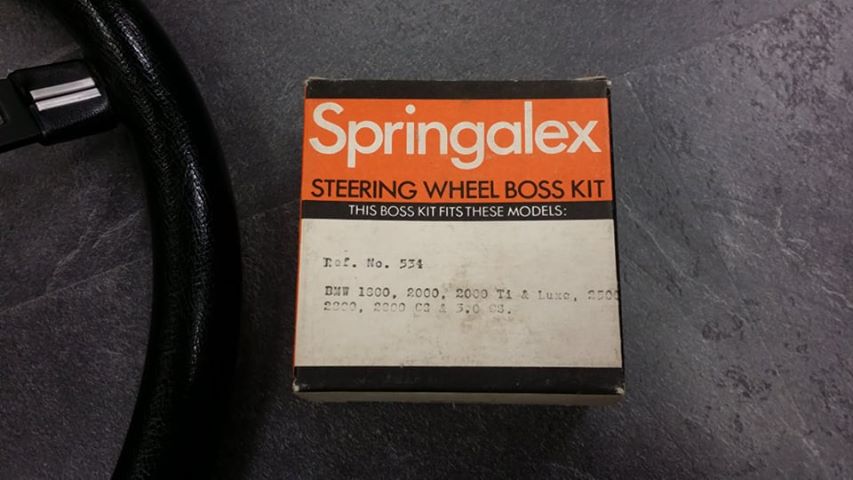 Springalex
STEERING WHEEL BOSS KIT
THIS BOSS KIT FITS THESE MODELS:
Ref. No. 534
BMW 1800, 2000, 2000 Ti & Luxe, 2500
2800, 2800 CS & 3.0 CS.